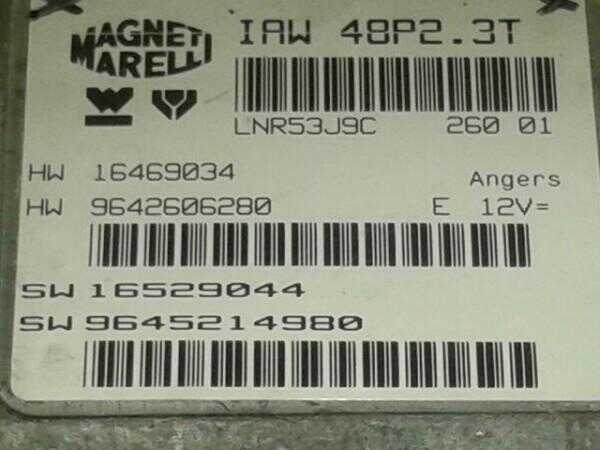 MAGNETI
MARELLI
IAW 48P2.3T
LNR53J9C 260 01
HW 16469034
Angers
HW 9642606280 E 12V=
SW 16529044
SW 9645214980